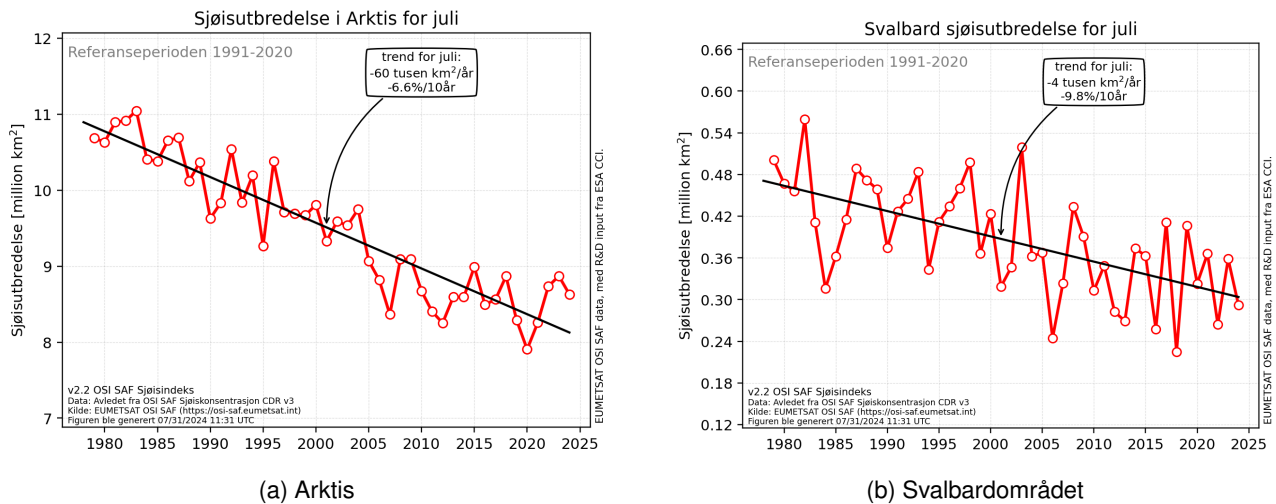 Sjøisutbredelse i Arktis for juli
Referanseperioden 1991-2020
trend for juli:
-60 tusen km²/år
-6.6%/10år
Sjøisutbredelse [million km²]
12
11
10
9
8
7
v2.2 OSI SAF Sjøisindeks
Data: Avledet fra OSI SAF Sjøiskonsentrasjon CDR v3
Kilde: EUMETSAT OSI SAF (https://osi-saf.eumetsat.int)
Figuren ble generert 07/31/2024 11:31 UTC
1980 1985 1990 1995 2000 2005 2010 2015 2020 2025
EUMETSAT OSI SAF data, med R&D input fra ESA CCI.
(a) Arktis
Svalbard sjøisutbredelse for juli
Referanseperioden 1991-2020
trend for juli:
-4 tusen km²/år
-9.8%/10år
Sjøisutbredelse [million km²]
0.66
0.60
0.54
0.48
0.42
0.36
0.30
0.24
0.18
0.12
v2.2 OSI SAF Sjøisindeks
Data: Avledet fra OSI SAF Sjøiskonsentrasjon CDR v3
Kilde: EUMETSAT OSI SAF (https://osi-saf.eumetsat.int)
Figuren ble generert 07/31/2024 11:31 UTC
1980 1985 1990 1995 2000 2005 2010 2015 2020 2025
EUMETSAT OSI SAF data, med R&D input fra ESA CCI.
(b) Svalbardområdet